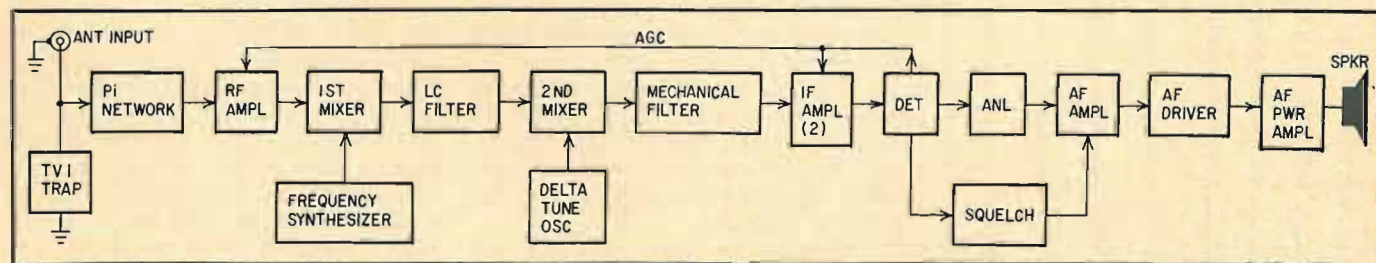 ANT INPUT
AGC
SPKR
Pi
NETWORK
RF
AMPL
1ST
MIXER
LC
FILTER
2ND
MIXER
MECHANICAL
FILTER
IF
AMPL
(2)
DET
ANL
AF
AMPL
AF
DRIVER
AF
PWR
AMPL
TVI
TRAP
FREQUENCY
SYNTHESIZER
DELTA
TUNE
OSC
SQUELCH